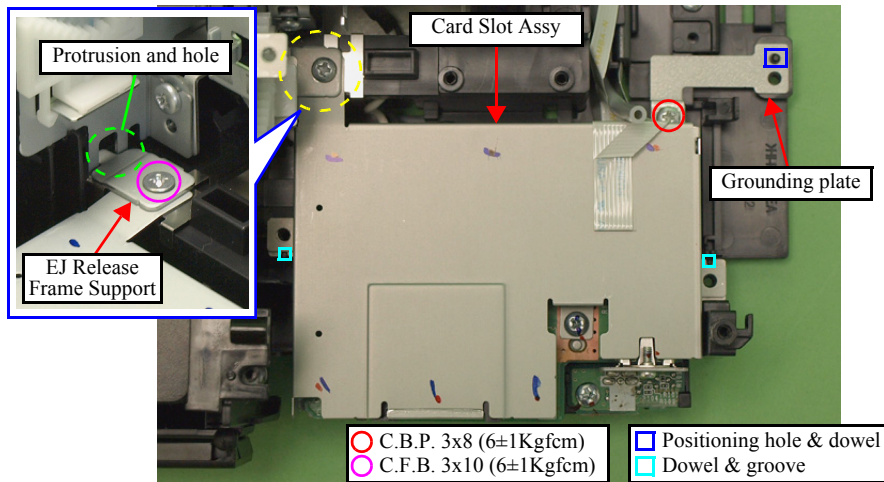 Protrusion and hole
Card Slot Assy
Grounding plate
EJ Release
Frame Support
C.B.P. 3x8 (6±1Kgfcm)
C.F.B. 3x10 (6±1Kgfcm)
Positioning hole & dowel
Dowel & groove